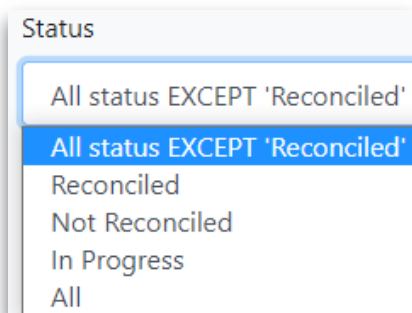 Status
All status EXCEPT 'Reconciled'
All status EXCEPT 'Reconciled'
Reconciled
Not Reconciled
In Progress
All